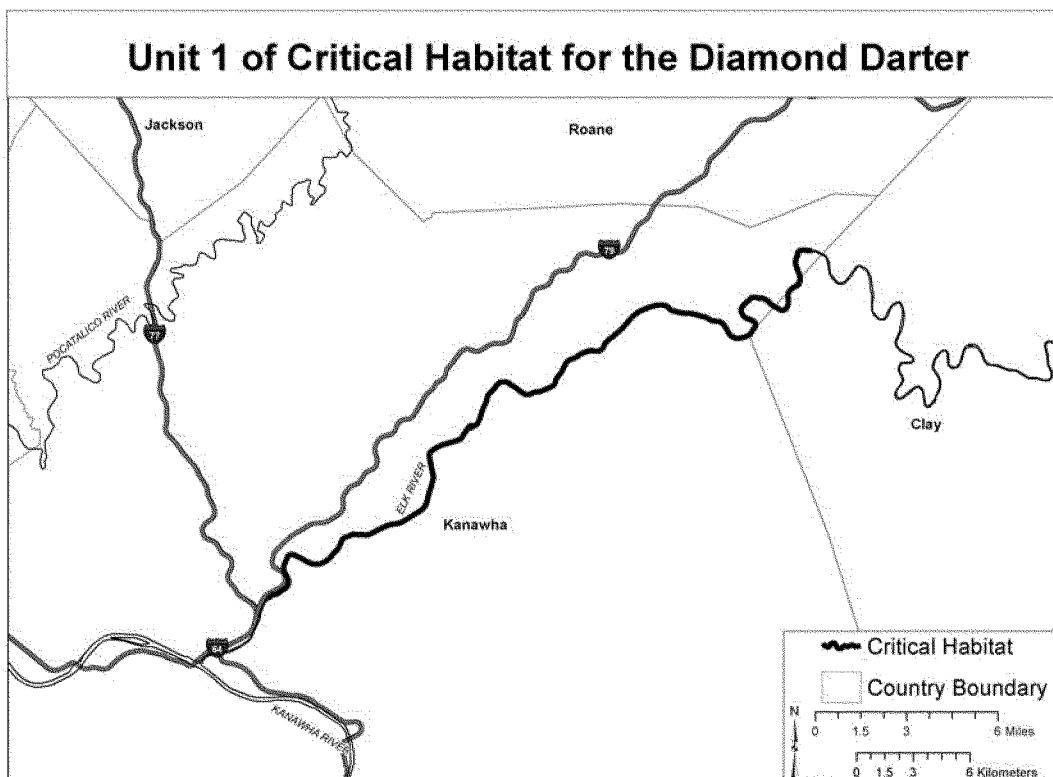 Unit 1 of Critical Habitat for the Diamond Darter
Jackson
Roane
79
POCATALICO RIVER
77
Clay
ELK RIVER
Kanawha
64
KANAWHA RIVER
Critical Habitat
Country Boundary
N
0 1.5 3 6 Miles
0 1.5 3 6 Kilometers